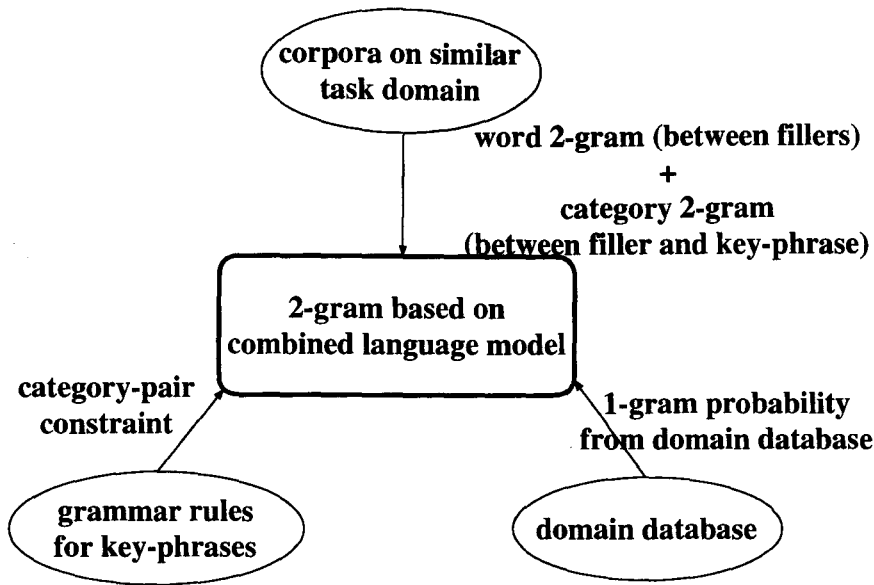 corpora on similar
task domain
word 2-gram (between fillers)
+
category 2-gram
(between filler and key-phrase)
2-gram based on
combined language model
category-pair
constraint
1-gram probability
from domain database
grammar rules
for key-phrases
domain database